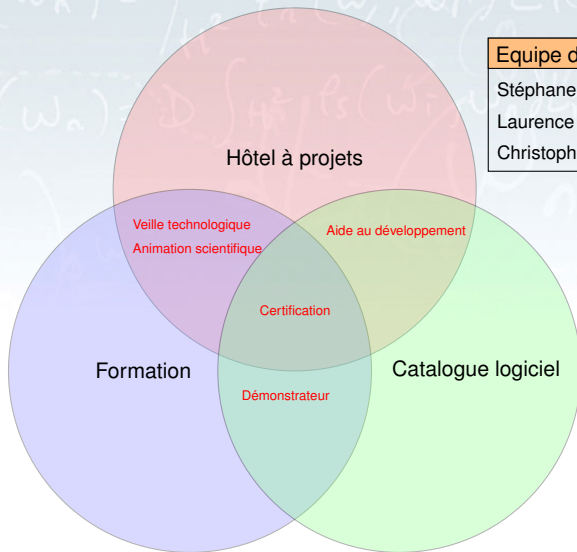 Equipe d
Stéphane
Laurence
Christoph
Hôtel à projets
Veille technologique
Animation scientifique
Aide au développement
Certification
Formation
Catalogue logiciel
Démonstrateur